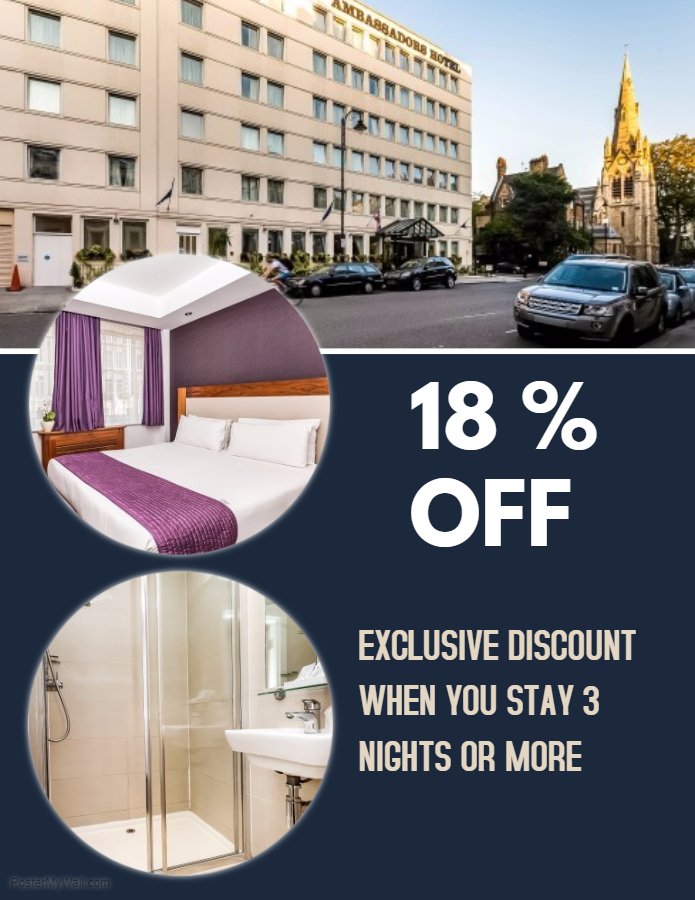 AMBASSADORS HOTEL
18 %
OFF
EXCLUSIVE DISCOUNT
WHEN YOU STAY 3
NIGHTS OR MORE
PosterMyWall.com